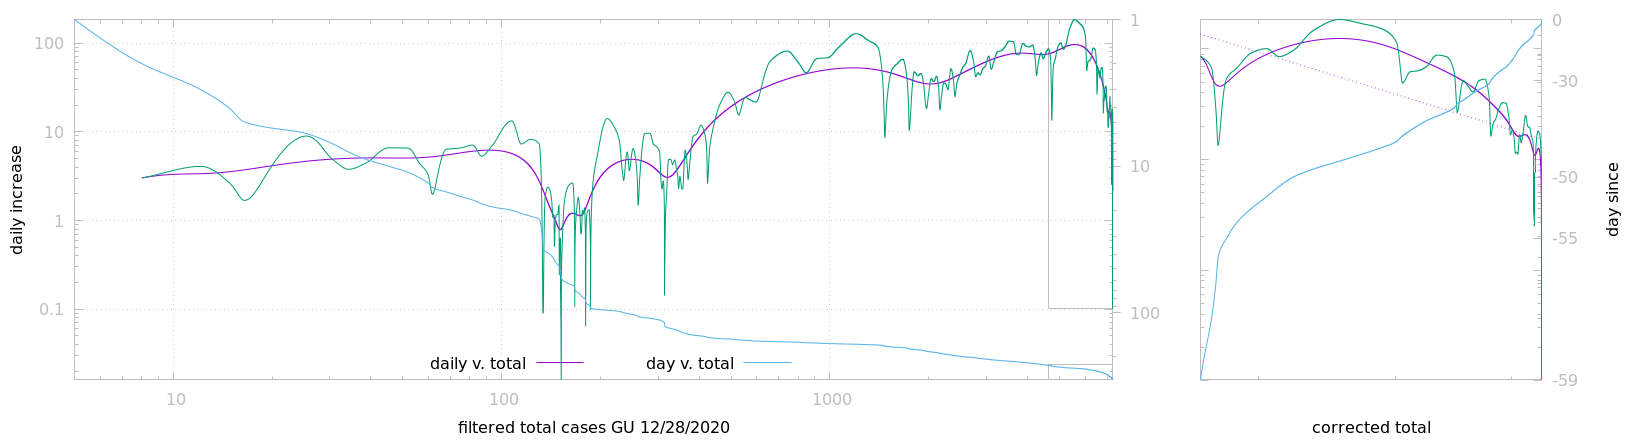 daily increase
100
10
1
0.1
10
100
1000
1
10
100
daily v. total
day v. total
filtered total cases GU 12/28/2020
0
-30
-50
-55
-59
day since
corrected total